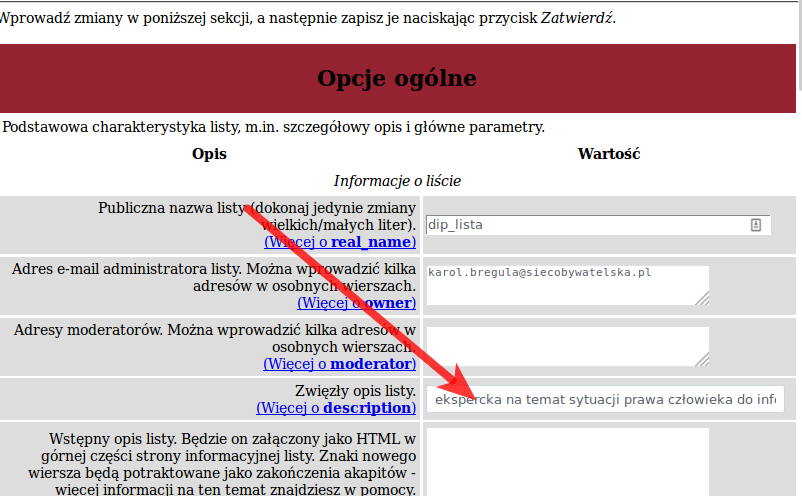 Wprowadź zmiany w poniższej sekcji, a następnie zapisz je naciskając przycisk Zatwierdź.
Opcje ogólne
Podstawowa charakterystyka listy, m.in. szczegółowy opis i główne parametry.
Opis Wartość
Informacje o liście
Publiczna nazwa listy (dokonaj jedynie zmiany
wielkich/małych liter).
(Więcej o real_name)
dip_lista
Adres e-mail administratora listy. Można wprowadzić kilka
adresów w osobnych wierszach.
(Więcej o owner)
karol.bregula@siecobywatelska.pl
Adresy moderatorów. Można wprowadzić kilka adresów w
osobnych wierszach.
(Więcej o moderator)
Zwięzły opis listy.
(Więcej o description)
ekspercka na temat sytuacji prawa człowieka do info
Wstępny opis listy. Będzie on załączony jako HTML w
górnej części strony informacyjnej listy. Znaki nowego
wiersza będą potraktowane jako zakończenia akapitów -
więcej informacji na ten temat znajdziesz w pomocy.